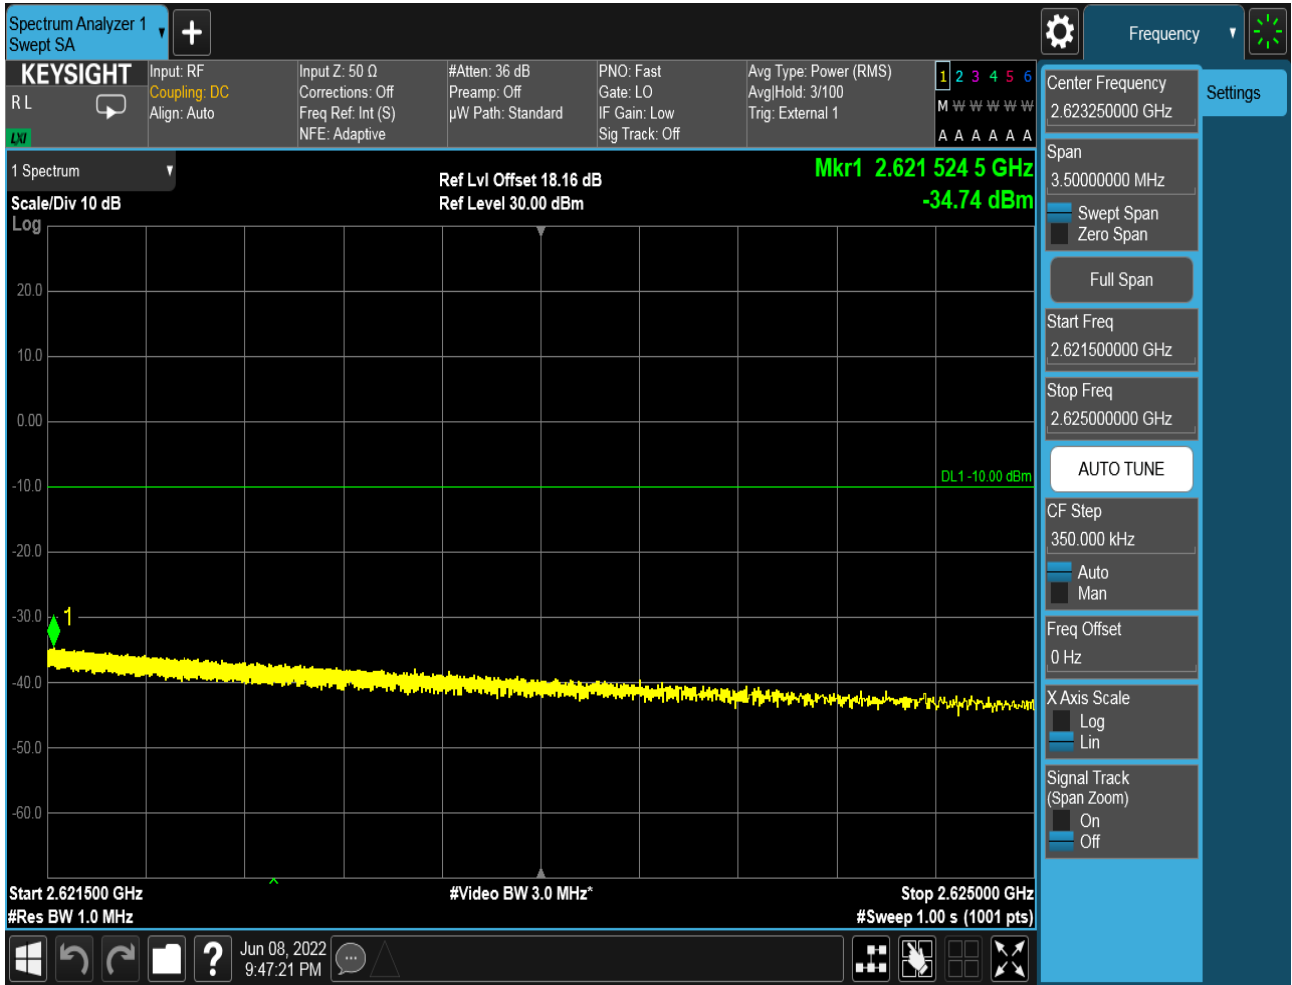 Spectrum Analyzer 1
Swept SA
Frequency
KEYSIGHT
R L
LXI
Input: RF
Coupling: DC
Align: Auto
Input Z: 50 Ω
Corrections: Off
Freq Ref: Int (S)
NFE: Adaptive
#Atten: 36 dB
Preamp: Off
µW Path: Standard
PNO: Fast
Gate: LO
IF Gain: Low
Sig Track: Off
Avg Type: Power (RMS)
Avg|Hold: 3/100
Trig: External 1
1 2 3 4 5 6
M W W W W W
A A A A A A
1 Spectrum
Scale/Div 10 dB
Log
Ref Lvl Offset 18.16 dB
Ref Level 30.00 dBm
Mkr1 2.621 524 5 GHz
-34.74 dBm
20.0
10.0
0.00
-10.0
-20.0
-30.0
-40.0
-50.0
-60.0
DL1 -10.00 dBm
1
Start 2.621500 GHz
#Res BW 1.0 MHz
#Video BW 3.0 MHz*
Stop 2.625000 GHz
#Sweep 1.00 s (1001 pts)
Jun 08, 2022
9:47:21 PM
Center Frequency
2.623250000 GHz
Settings
Span
3.50000000 MHz
Swept Span
Zero Span
Full Span
Start Freq
2.621500000 GHz
Stop Freq
2.625000000 GHz
AUTO TUNE
CF Step
350.000 kHz
Auto
Man
Freq Offset
0 Hz
X Axis Scale
Log
Lin
Signal Track
(Span Zoom)
On
Off